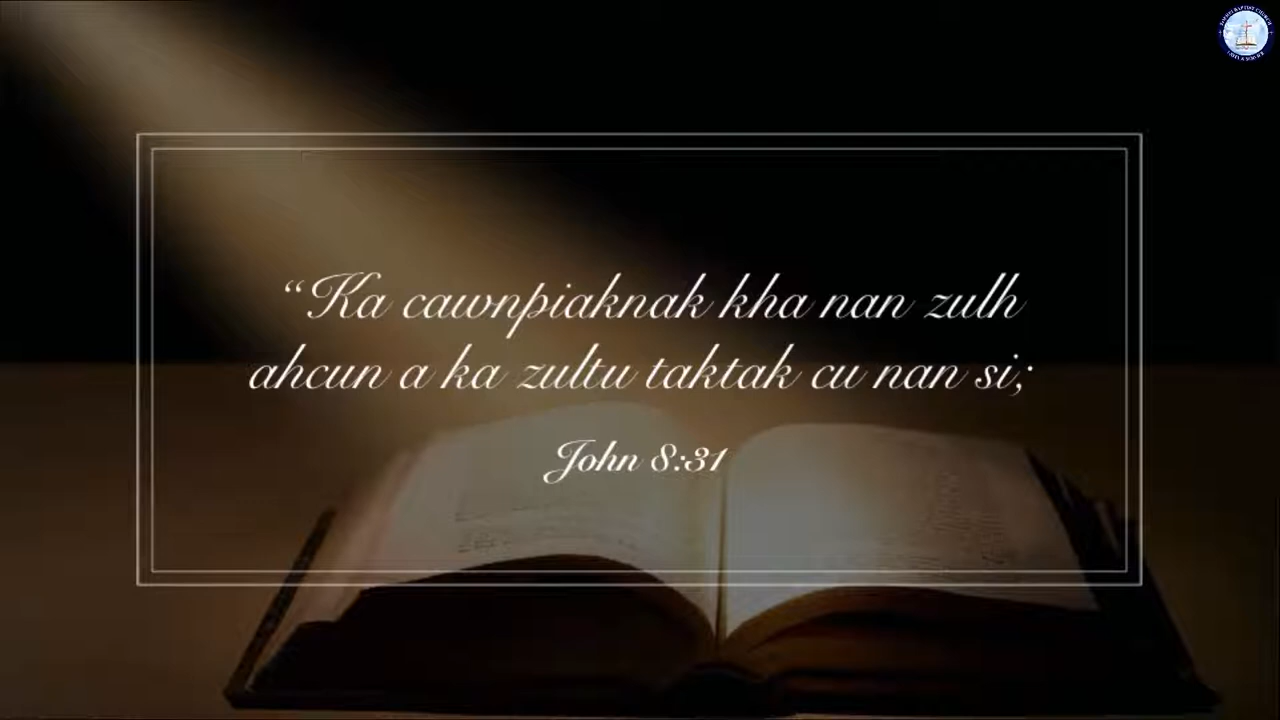 “Ka cawnpiaknak kha nan zulh
ahcun a ka zultu taktak cu nan si;
John 8:31